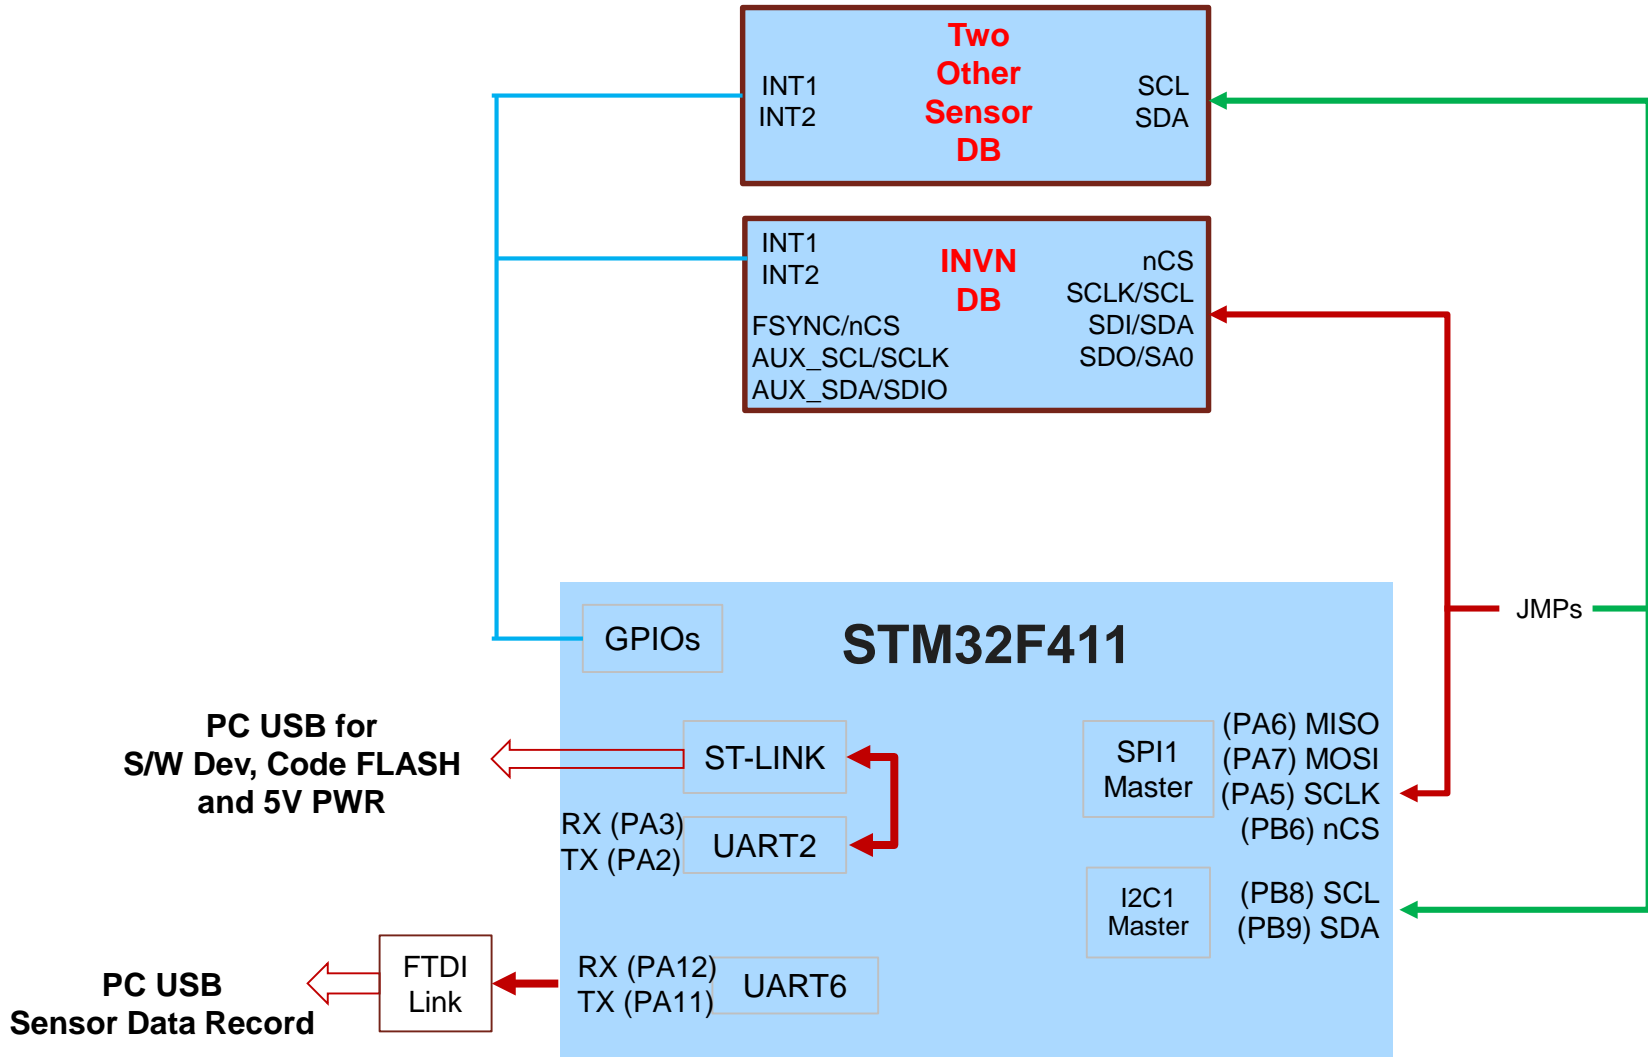 Two
Other
Sensor
DB
INT1
INT2
SCL
SDA
INT1
INT2
FSYNC/nCS
AUX_SCL/SCLK
AUX_SDA/SDIO
INVN
DB
nCS
SCLK/SCL
SDI/SDA
SDO/SA0
JMPs
GPIOs
STM32F411
PC USB for
S/W Dev, Code FLASH
and 5V PWR
ST-LINK
RX (PA3)
TX (PA2)
UART2
SPI1
Master
(PA6) MISO
(PA7) MOSI
(PA5) SCLK
(PB6) nCS
I2C1
Master
(PB8) SCL
(PB9) SDA
PC USB
Sensor Data Record
FTDI
Link
RX (PA12)
TX (PA11)
UART6